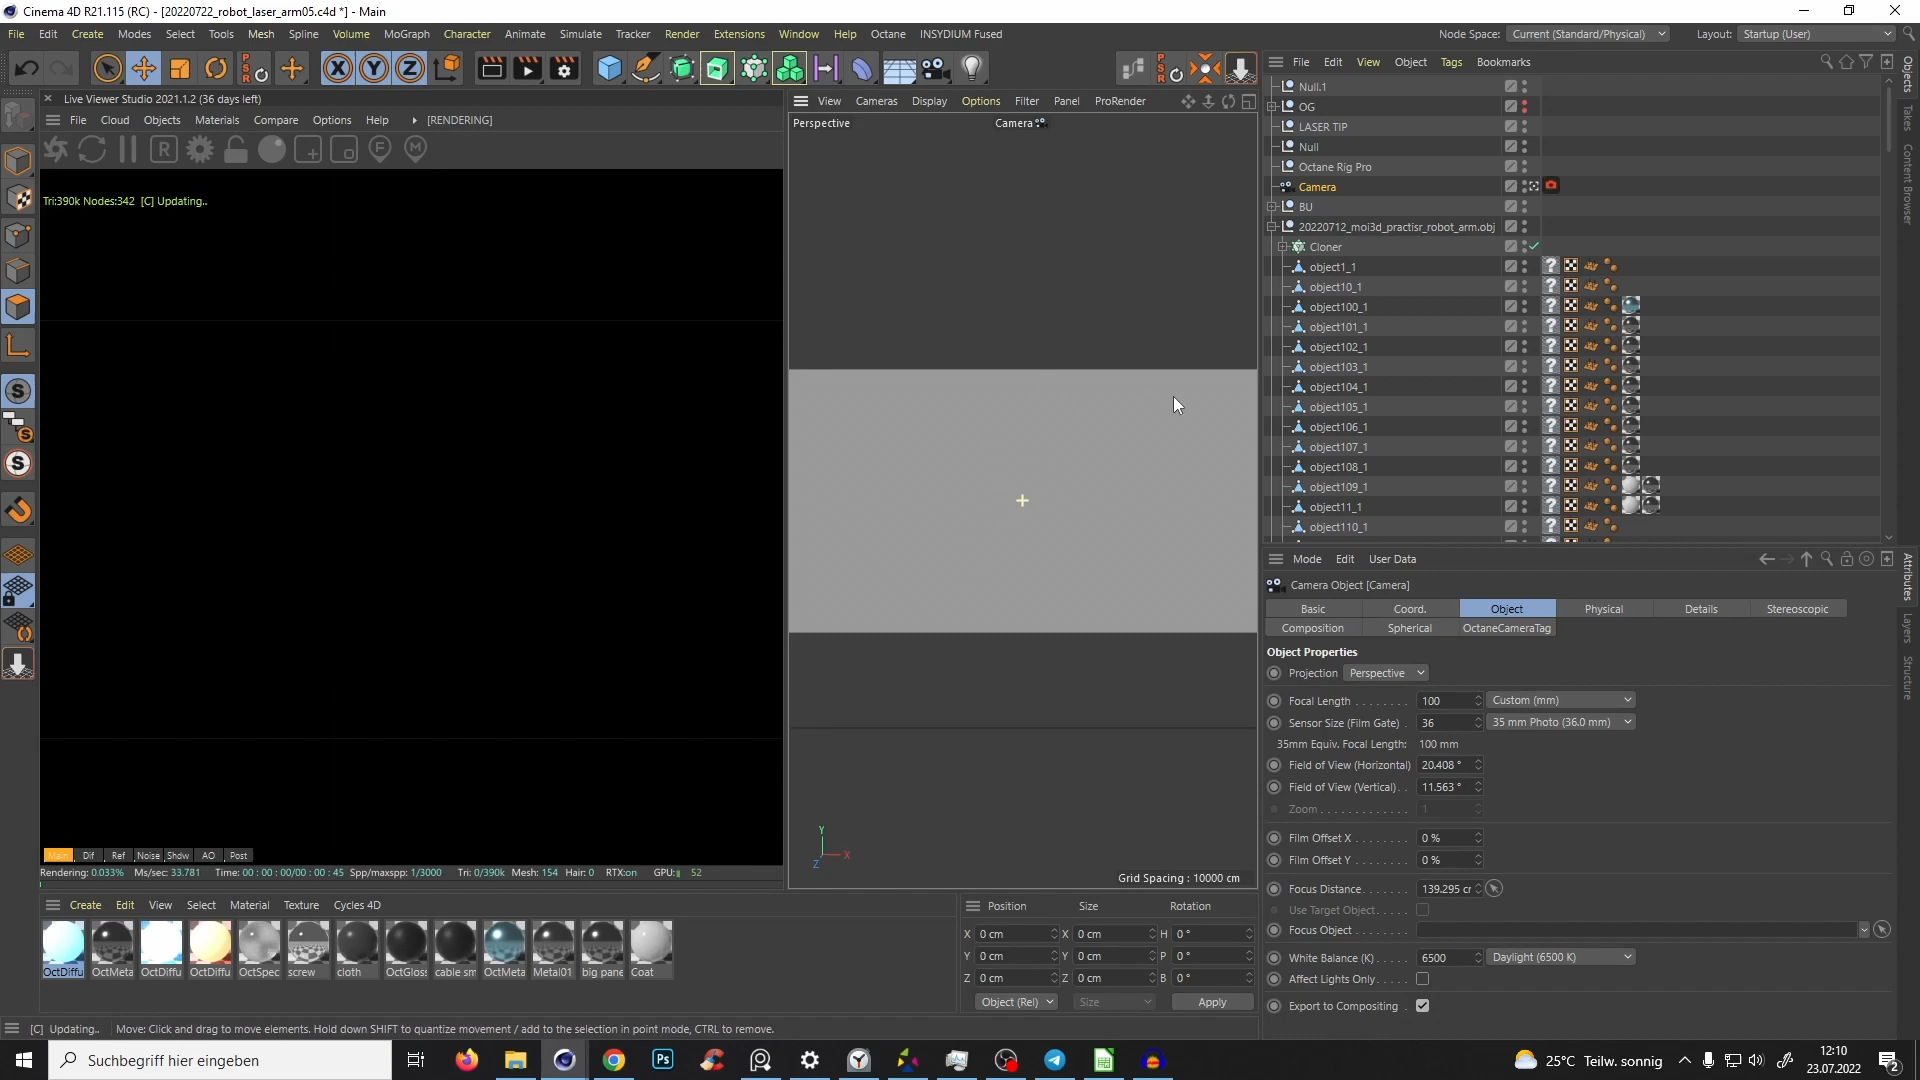 Cinema 4D R21.115 (RC) - [20220722_robot_laser_arm05.c4d *] - Main
File Edit Create Modes Select Tools Mesh Spline Volume MoGraph Character Animate Simulate Tracker Render Extensions Window Help Octane INSYDIUM Fused
Node Space: Current (Standard/Physical) Layout: Startup (User)
Live Viewer Studio 2021.1.2 (36 days left)
File Cloud Objects Materials Compare Options Help [RENDERING]
Tri:390k Nodes:342 [C] Updating..
Main Dif Ref Noise Shdw AO Post
Rendering: 0.033% Ms/sec: 33.781 Time: 00 : 00 : 00/00 : 00 : 45 Spp/maxspp: 1/3000 Tri: 0/390k Mesh: 154 Hair: 0 RTX:on GPU: 52
View Cameras Display Options Filter Panel ProRender
Perspective
Camera
Y
X
Z
Grid Spacing : 10000 cm
File Edit View Object Tags Bookmarks
Null.1
OG
LASER TIP
Null
Octane Rig Pro
Camera
BU
20220712_moi3d_practisr_robot_arm.obj
Cloner
object1_1
object10_1
object100_1
object101_1
object102_1
object103_1
object104_1
object105_1
object106_1
object107_1
object108_1
object109_1
object11_1
object110_1
Objects
Takes
Content Browser
Mode Edit User Data
Camera Object [Camera]
Basic Coord. Object Physical Details Stereoscopic
Composition Spherical OctaneCameraTag
Object Properties
Projection Perspective
Focal Length 100 Custom (mm)
Sensor Size (Film Gate) 36 35 mm Photo (36.0 mm)
35mm Equiv. Focal Length: 100 mm
Field of View (Horizontal) 20.408 °
Field of View (Vertical) 11.563 °
Zoom 1
Film Offset X 0 %
Film Offset Y 0 %
Focus Distance 139.295 cr
Use Target Object
Focus Object
White Balance (K) 6500 Daylight (6500 K)
Affect Lights Only
Export to Compositing
Attributes
Layers
Structure
Create Edit View Select Material Texture Cycles 4D
OctDiffu OctMeta OctDiffu OctDiffu OctSpec screw cloth OctGlos: cable sm OctMeta Metal01 big pane Coat
Position Size Rotation
X 0 cm X 0 cm H 0 °
Y 0 cm Y 0 cm P 0 °
Z 0 cm Z 0 cm B 0 °
Object (Rel) Size Apply
[C] Updating.. Move: Click and drag to move elements. Hold down SHIFT to quantize movement / add to the selection in point mode, CTRL to remove.
Suchbegriff hier eingeben
25°C Teilw. sonnig
12:10
23.07.2022
2